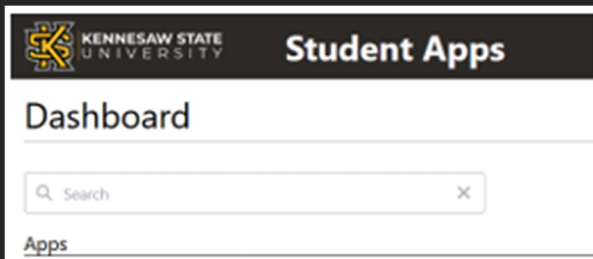 KENNESAW STATE
UNIVERSITY
Student Apps
Dashboard
Search
Apps